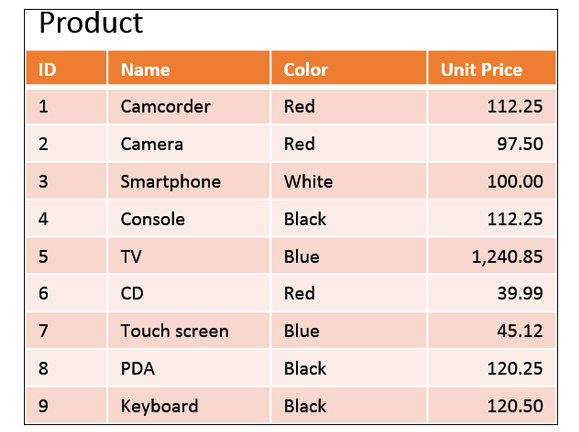 Product
ID Name Color Unit Price
1 Camcorder Red 112.25
2 Camera Red 97.50
3 Smartphone White 100.00
4 Console Black 112.25
5 TV Blue 1,240.85
6 CD Red 39.99
7 Touch screen Blue 45.12
8 PDA Black 120.25
9 Keyboard Black 120.50